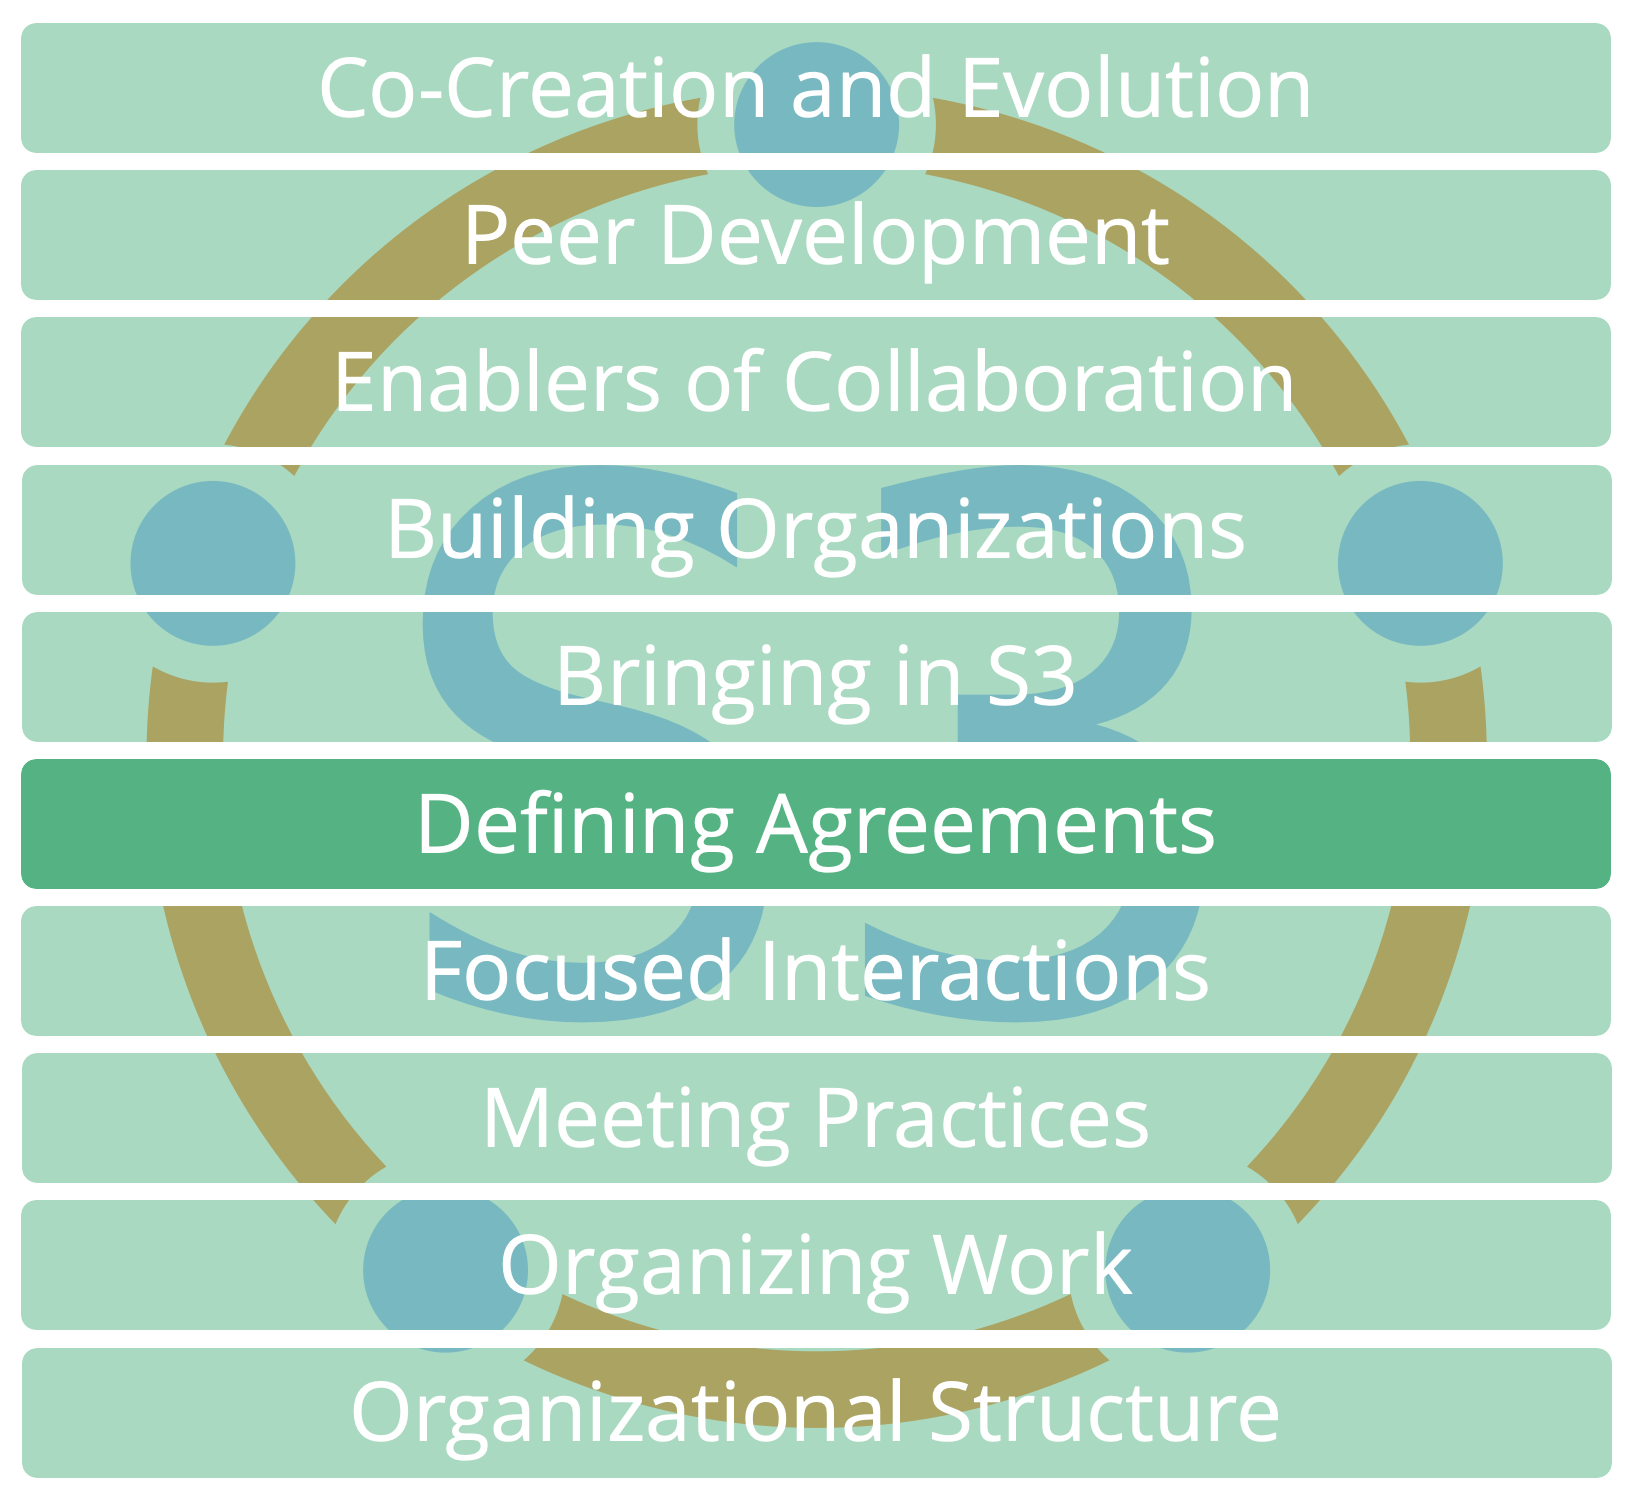 Co-Creation and Evolution
Peer Development
Enablers of Collaboration
Building Organizations
Bringing in S3
Defining Agreements
Focused Interactions
Meeting Practices
Organizing Work
Organizational Structure
S3